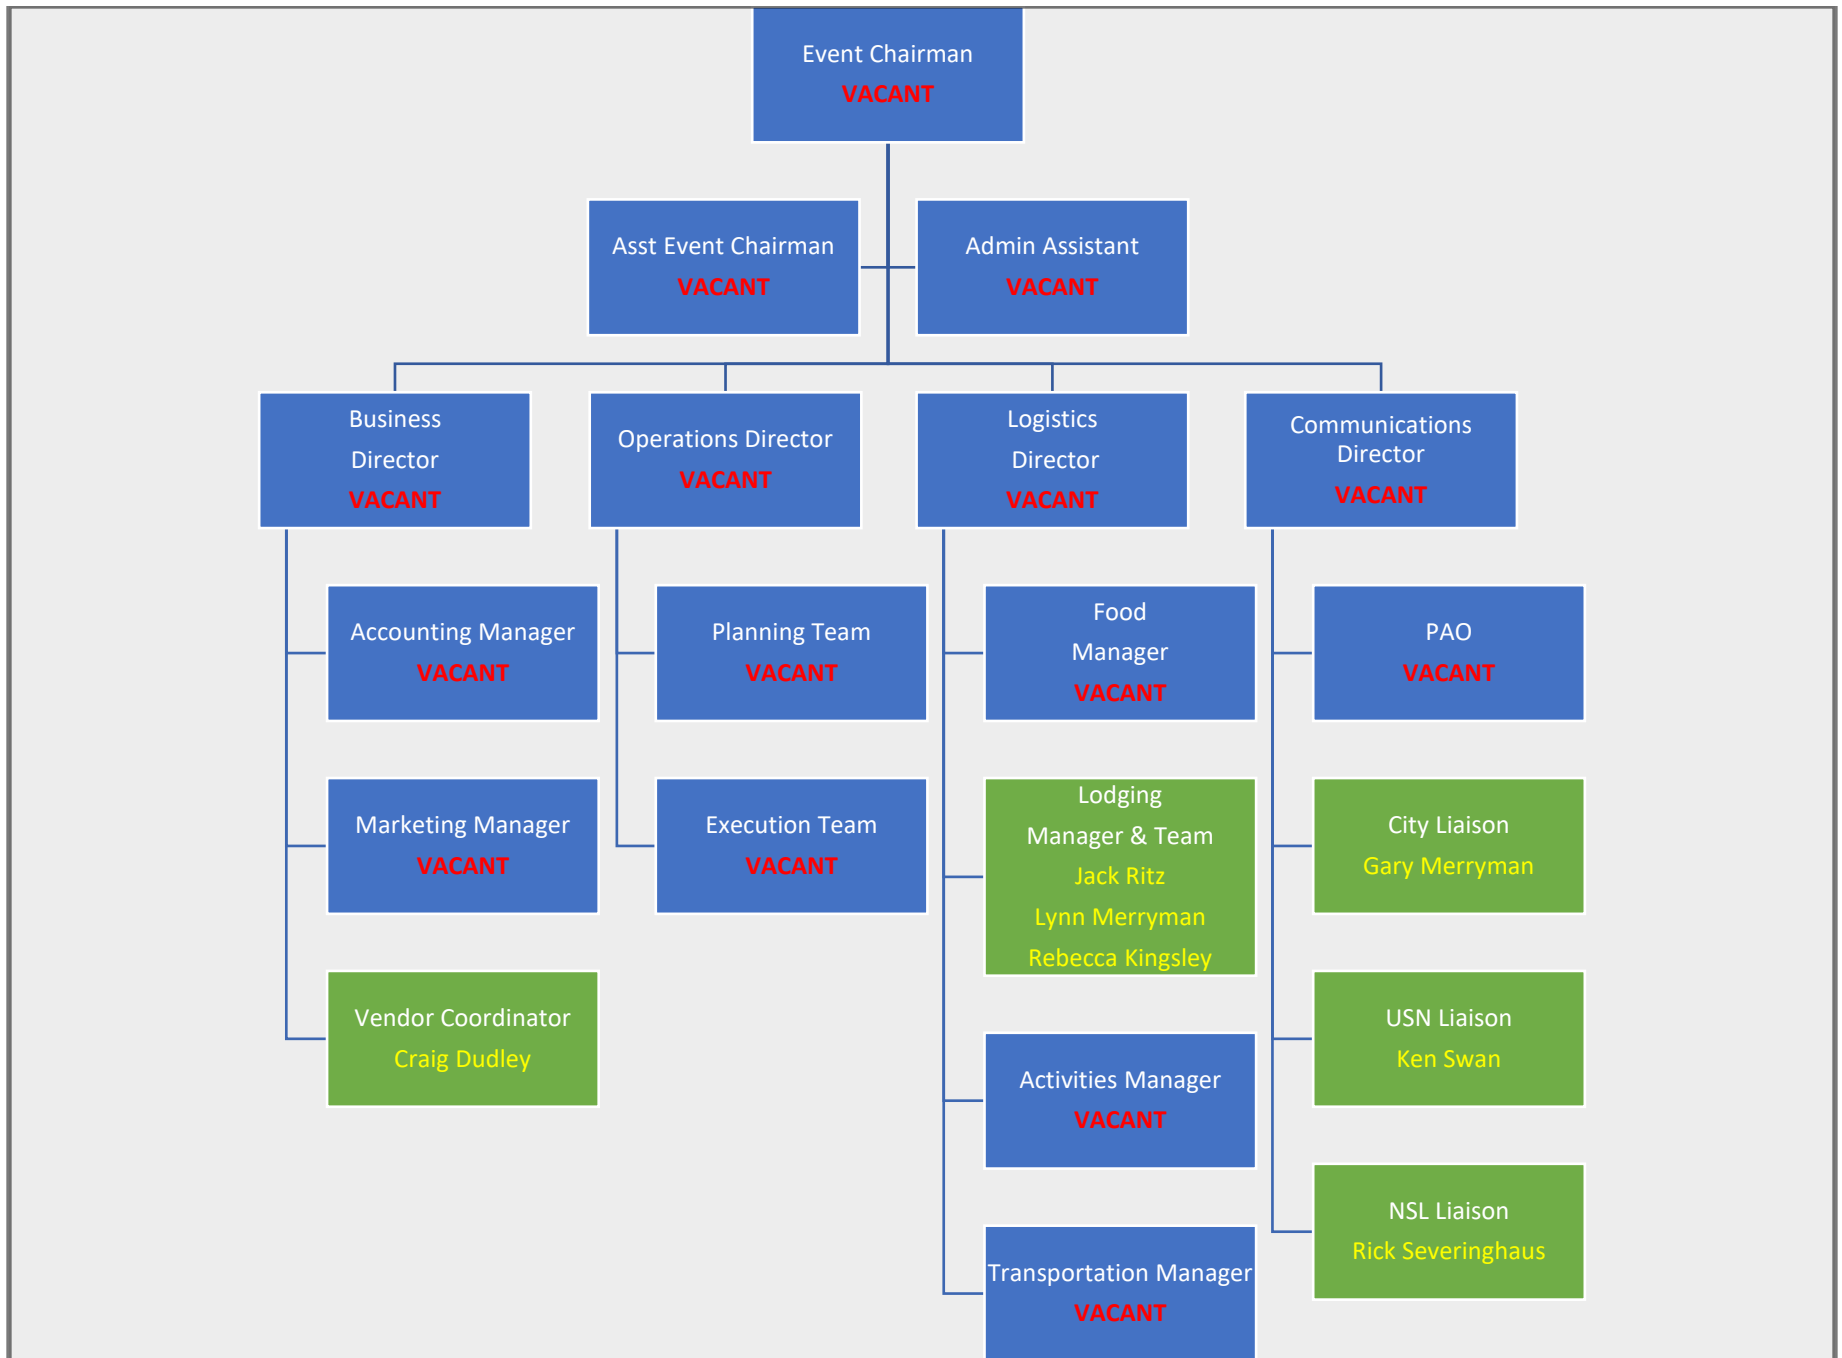 Event Chairman
VACANT
Asst Event Chairman
VACANT
Admin Assistant
VACANT
Business
Director
VACANT
Operations Director
VACANT
Logistics
Director
VACANT
Communications
Director
VACANT
Accounting Manager
VACANT
Planning Team
VACANT
Food
Manager
VACANT
PAO
VACANT
Marketing Manager
VACANT
Execution Team
VACANT
Lodging
Manager & Team
Jack Ritz
Lynn Merryman
Rebecca Kingsley
City Liaison
Gary Merryman
Vendor Coordinator
Craig Dudley
Activities Manager
VACANT
USN Liaison
Ken Swan
NSL Liaison
Rick Severinghaus
Transportation Manager
VACANT